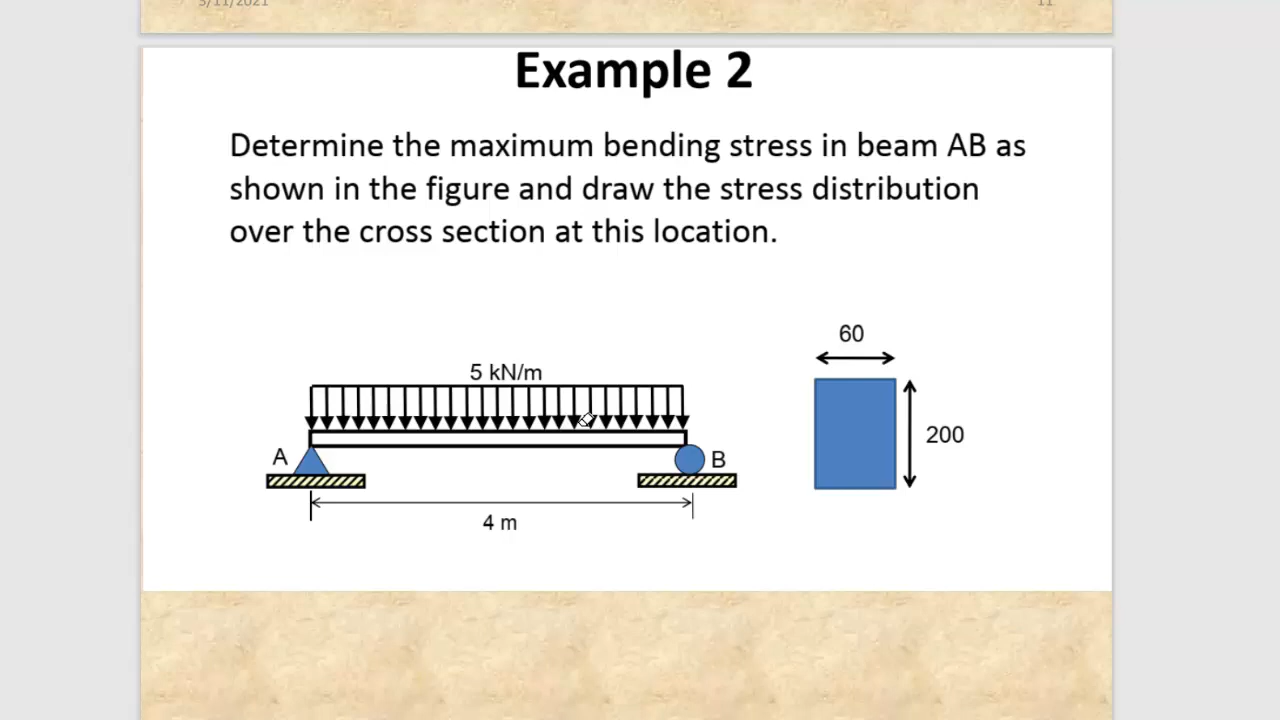 11
Example 2
Determine the maximum bending stress in beam AB as
shown in the figure and draw the stress distribution
over the cross section at this location.
60
5 kN/m
200
A
B
4 m